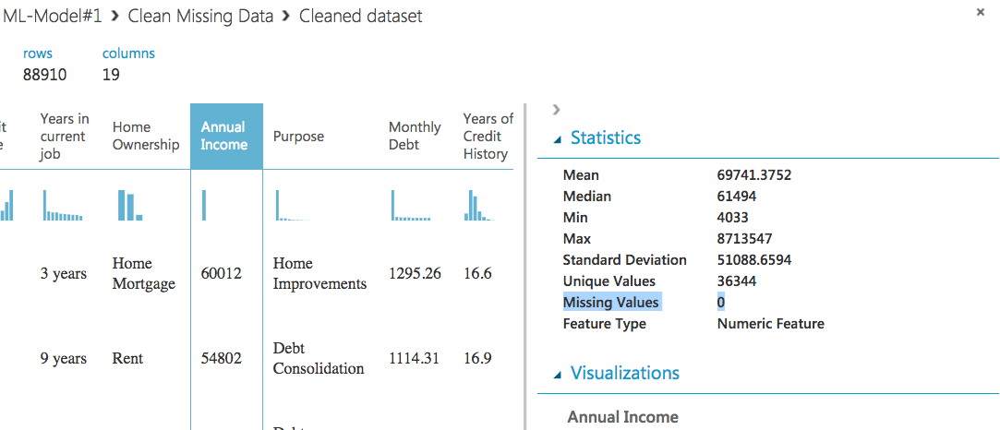 ML-Model#1 › Clean Missing Data › Cleaned dataset
rows columns
88910 19
Years in current job
Home Ownership
Annual Income
Purpose
Monthly Debt
Years of Credit History
3 years Home Mortgage 60012 Home Improvements 1295.26 16.6
9 years Rent 54802 Debt Consolidation 1114.31 16.9
Statistics
Mean 69741.3752
Median 61494
Min 4033
Max 8713547
Standard Deviation 51088.6594
Unique Values 36344
Missing Values 0
Feature Type Numeric Feature
Visualizations
Annual Income